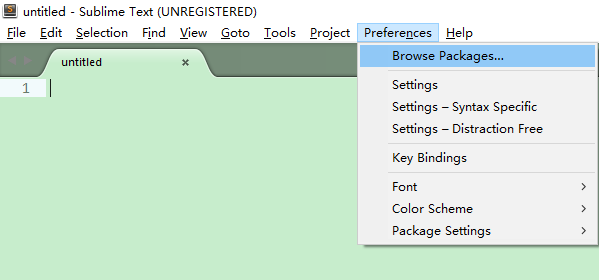 untitled - Sublime Text (UNREGISTERED)
File Edit Selection Find View Goto Tools Project Preferences Help
untitled ×
1
Browse Packages...
Settings
Settings – Syntax Specific
Settings – Distraction Free
Key Bindings
Font
Color Scheme
Package Settings